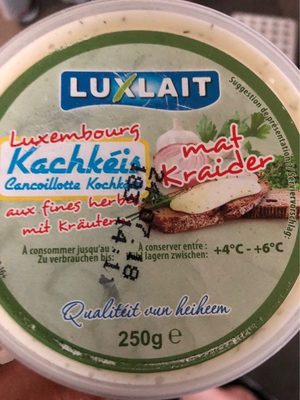 LUXLAIT
Suggestion de présentation
Luxembourg
Kachkéis
mat
Kraider
Cancoillotte
aux fines herbes
mit Kräutern
À consommer jusqu'au
Zu verbrauchen bis:
À conserver entre :
lagern zwischen:
+4°C - +6°C
Qualitéit vun heiheem
250g e